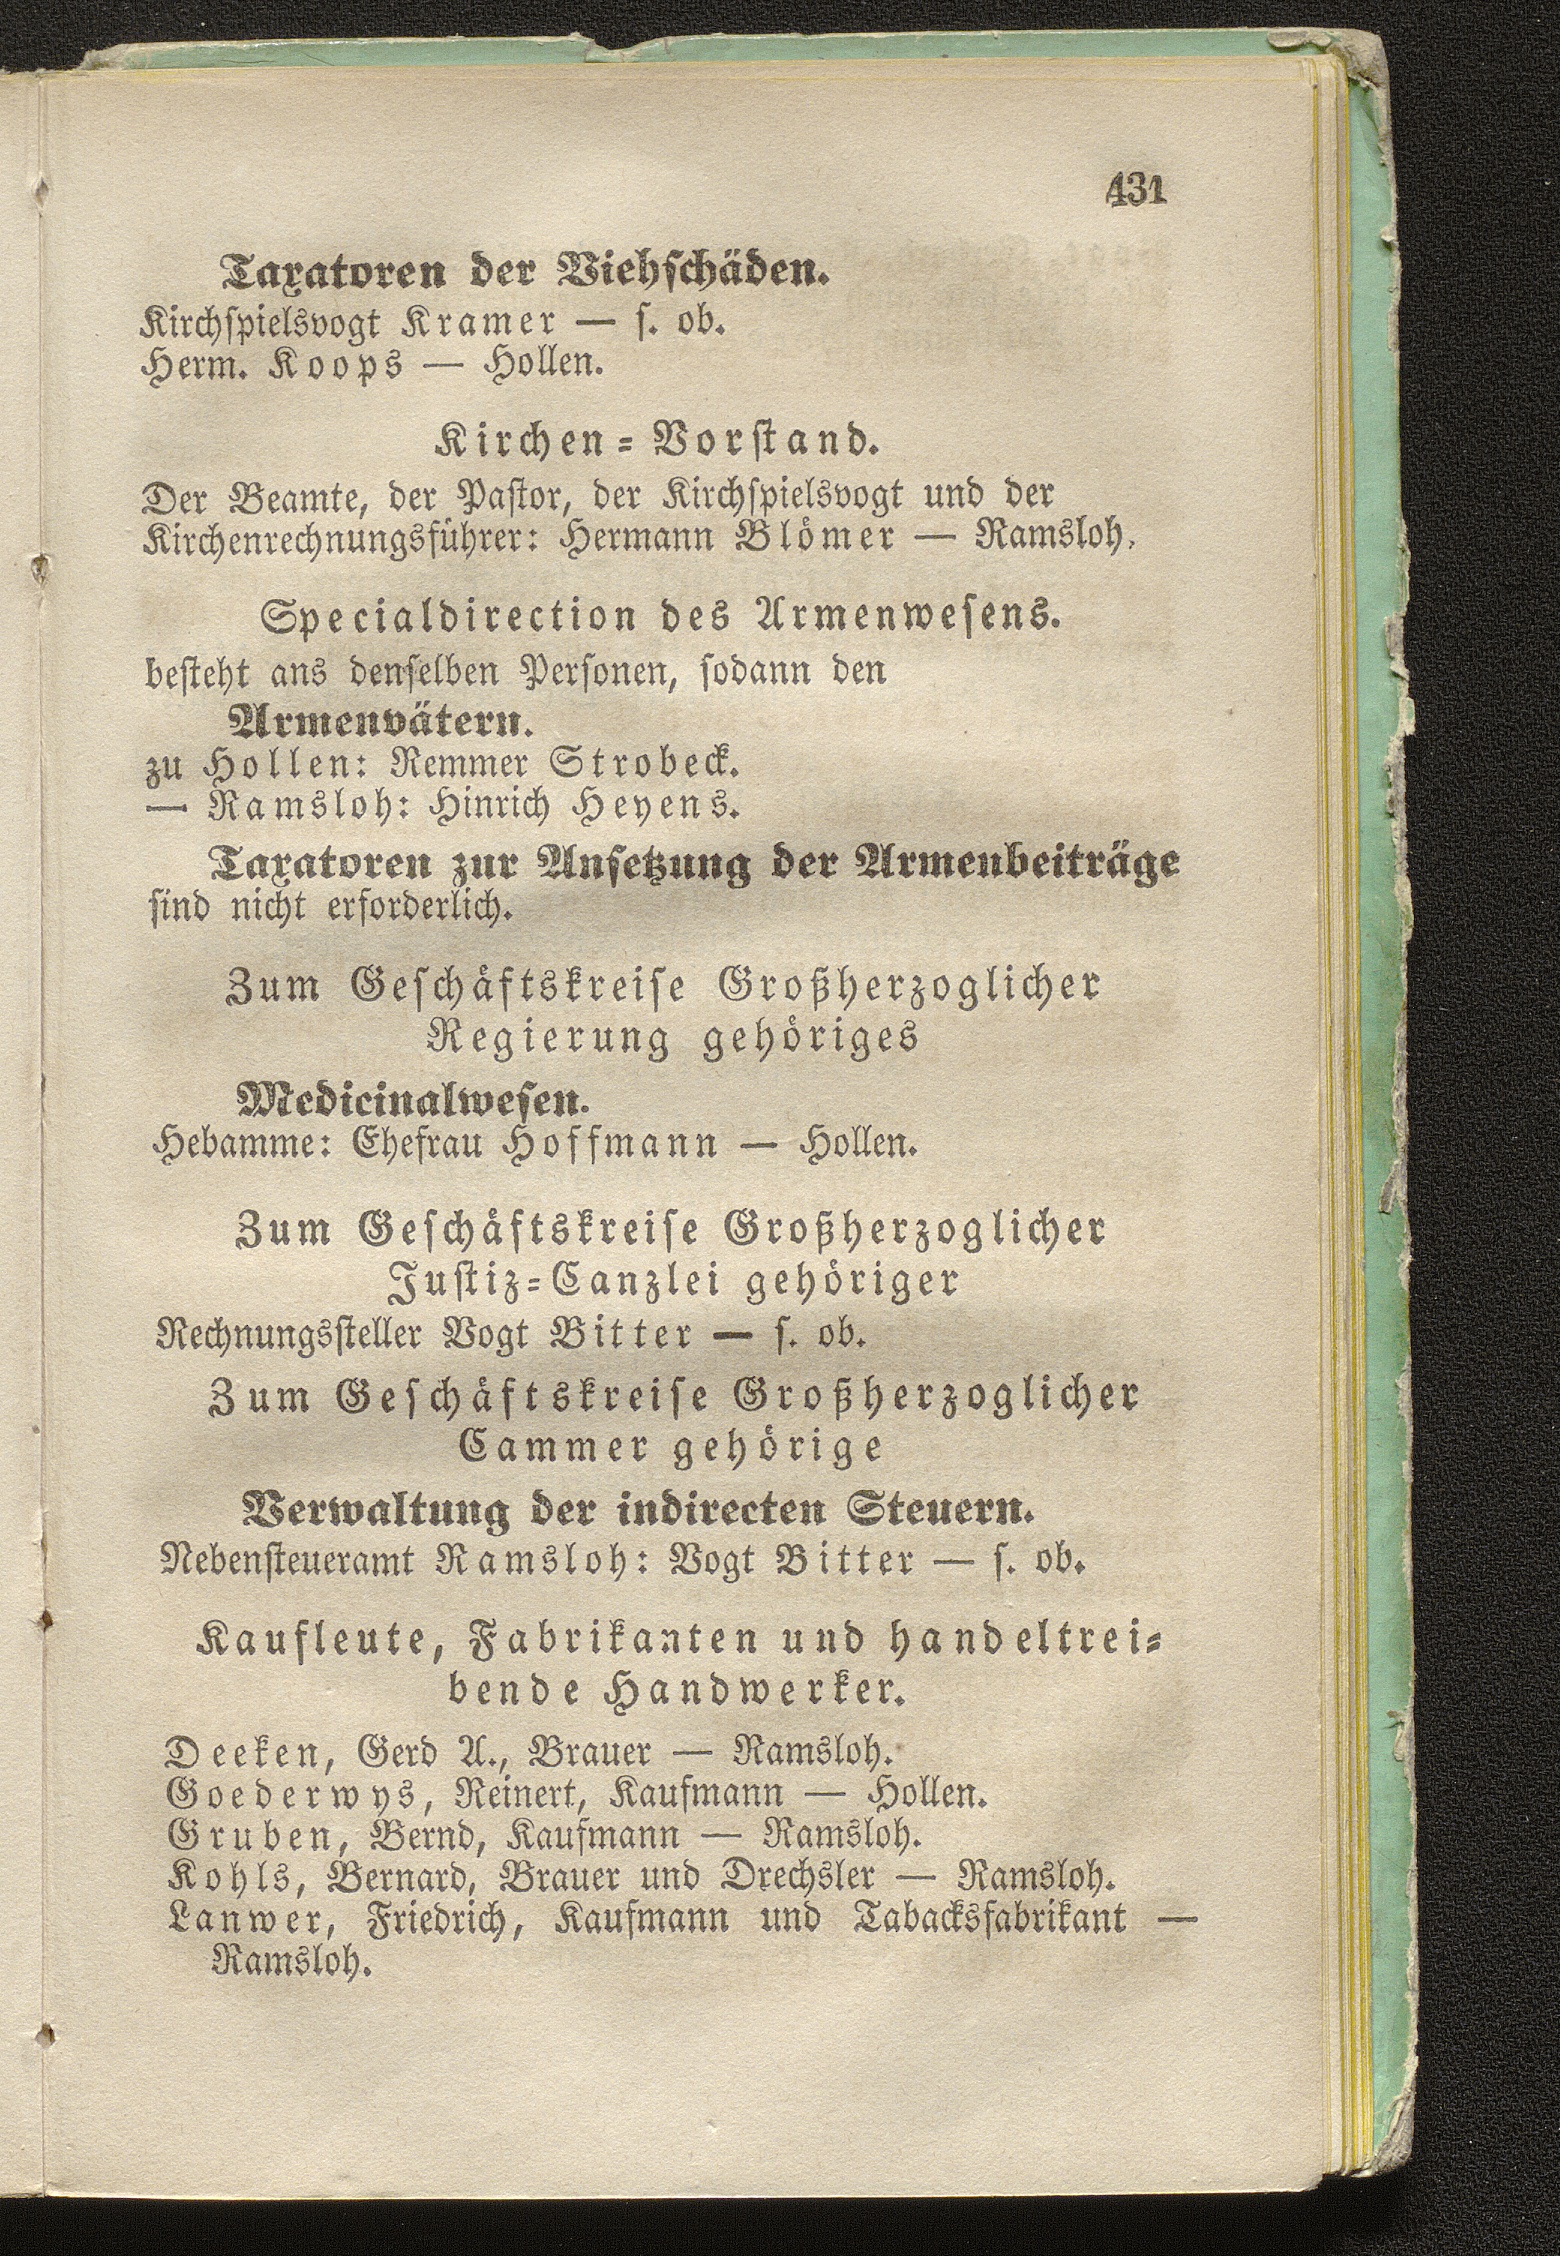 431
Taxatoren der Viehschäden.
Kirchspielsvogt Kramer — s. ob.
Herm. Koops — Hollen.
Kirchen-Vorstand.
Der Beamte, der Pastor, der Kirchspielsvogt und der
Kirchenrechnungsführer: Hermann Blömer — Ramsloh.
Specialdirection des Armenwesens.
besteht ans denselben Personen, sodann den
Armenvätern.
zu Hollen: Remmer Strobeck.
— Ramsloh: Hinrich Heyens.
Taxatoren zur Ansetzung der Armenbeiträge
sind nicht erforderlich.
Zum Geschäftskreise Großherzoglicher
Regierung gehöriges
Medicinalwesen.
Hebamme: Ehefrau Hoffmann — Hollen.
Zum Geschäftskreise Großherzoglicher
Justiz-Canzlei gehöriger
Rechnungssteller Vogt Bitter — s. ob.
Zum Geschäftskreise Großherzoglicher
Cammer gehörige
Verwaltung der indirecten Steuern.
Nebensteueramt Ramsloh: Vogt Bitter — s. ob.
Kaufleute, Fabrikanten und handeltrei-
bende Handwerker.
Deeken, Gerd A., Brauer — Ramsloh.
Goederwys, Reinert, Kaufmann — Hollen.
Gruben, Bernd, Kaufmann — Ramsloh.
Kohls, Bernard, Brauer und Drechsler — Ramsloh.
Lanwer, Friedrich, Kaufmann und Tabacksfabrikant —
Ramsloh.